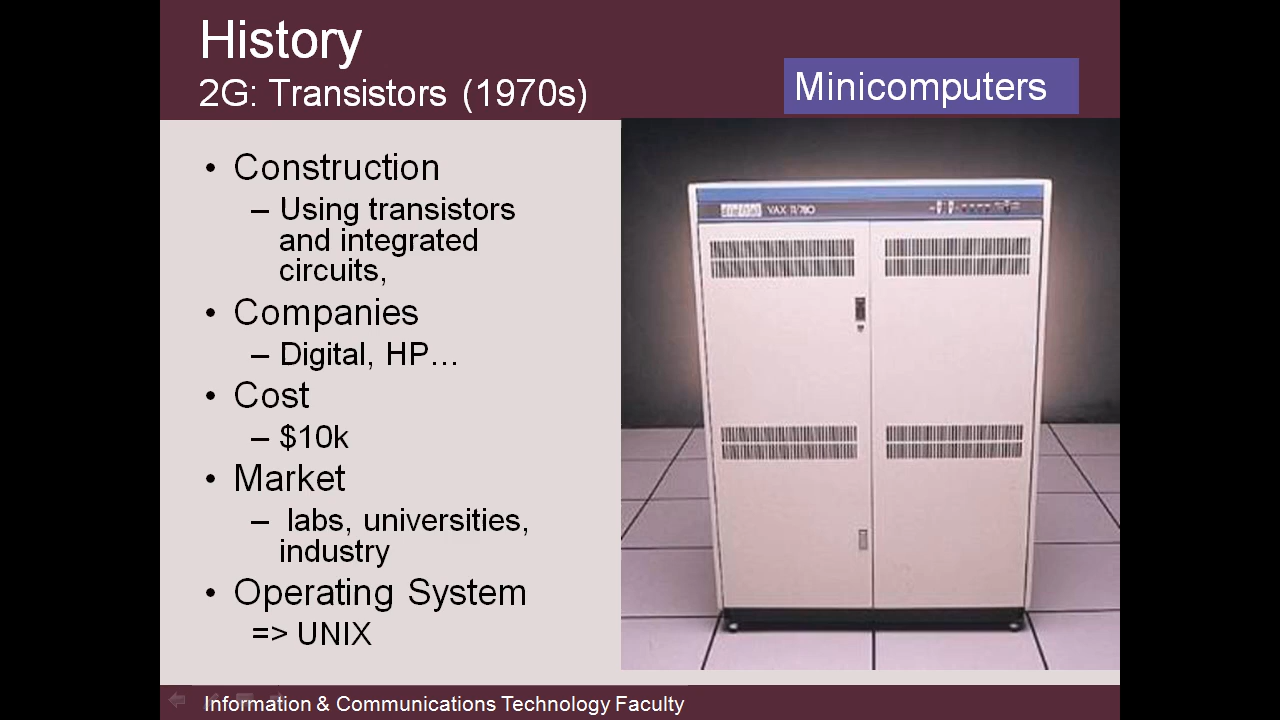 History
2G: Transistors (1970s)
Minicomputers
• Construction
– Using transistors
and integrated
circuits,
• Companies
– Digital, HP…
• Cost
– $10k
• Market
– labs, universities,
industry
• Operating System
=> UNIX
digital VAX 11/780
Information & Communications Technology Faculty